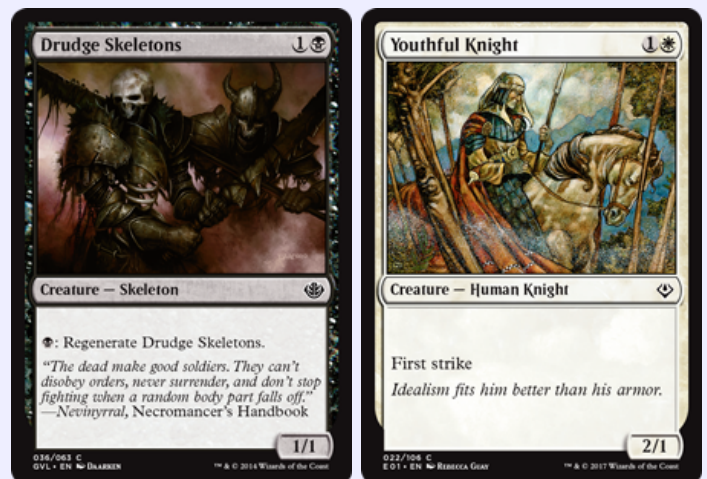 Drudge Skeletons 1
Creature — Skeleton
: Regenerate Drudge Skeletons.
“The dead make good soldiers. They can’t
disobey orders, never surrender, and don’t stop
fighting when a random body part falls off.”
—Nevinyrral, Necromancer’s Handbook
1/1
036/063 C
GVL • EN DAARKEN
™ & © 2014 Wizards of the Coast
Youthful Knight 1
Creature — Human Knight
First strike
Idealism fits him better than his armor.
2/1
022/106 C
E01 • EN REBECCA GUAY
™ & © 2017 Wizards of the Coast